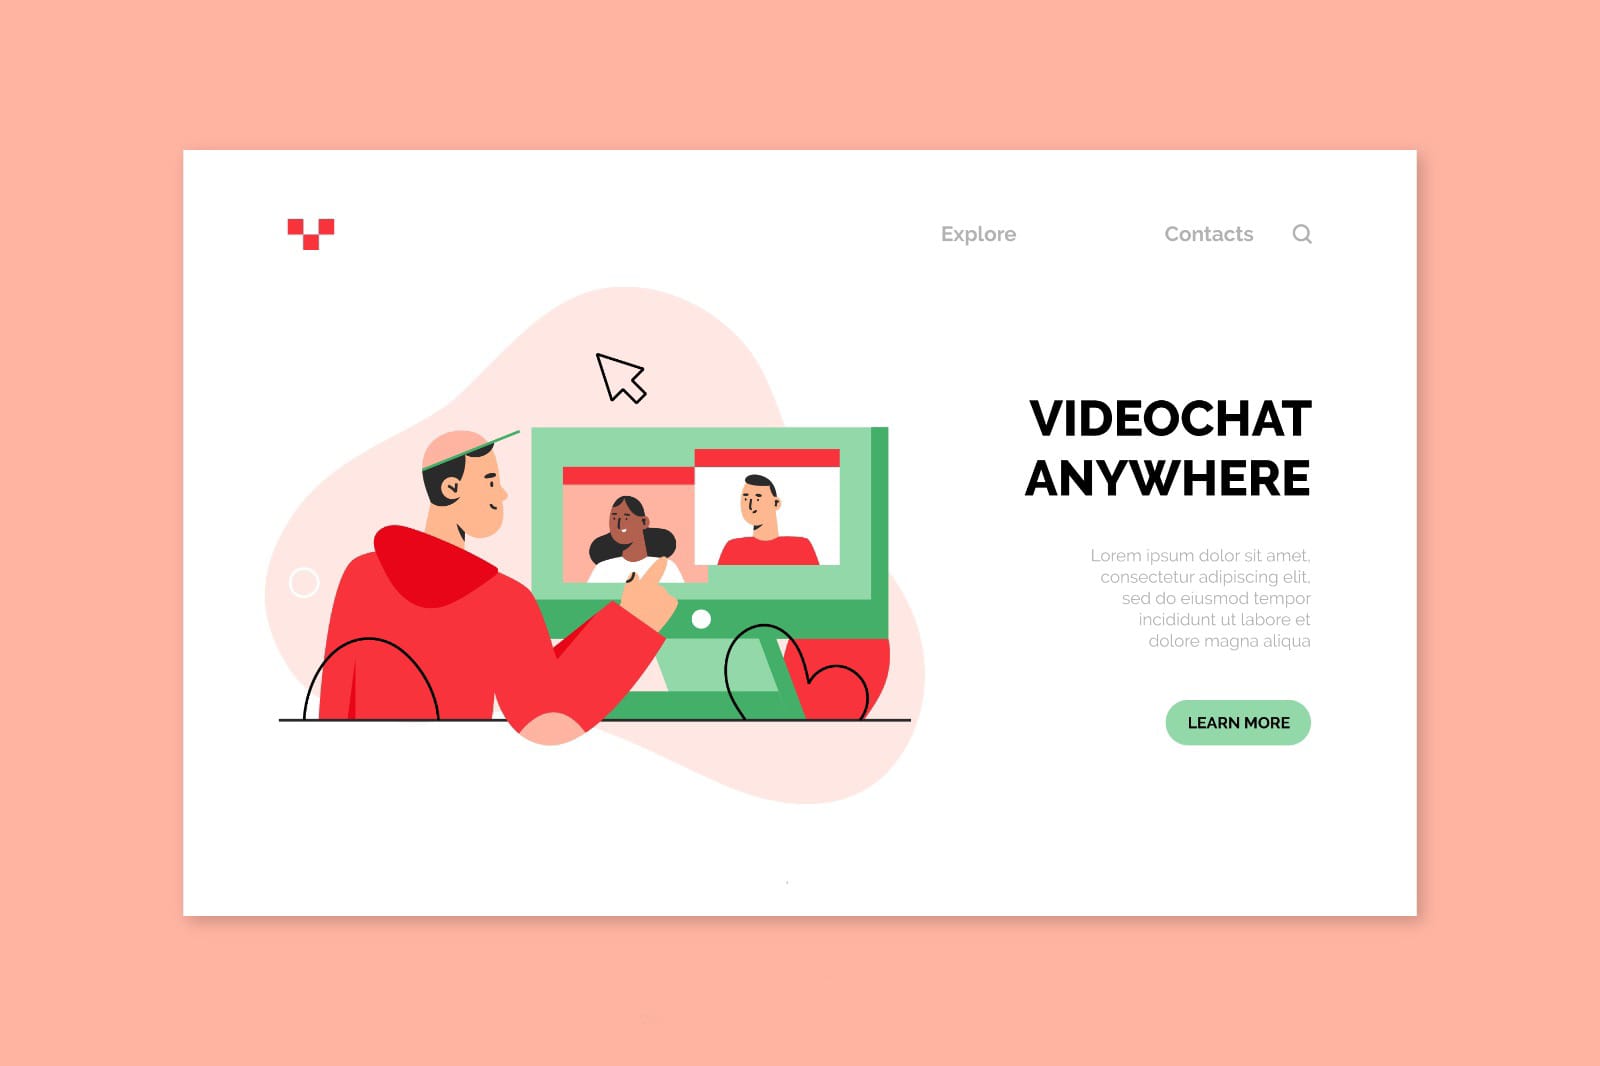 Explore Contacts
VIDEOCHAT
ANYWHERE
Lorem ipsum dolor sit amet,
consectetur adipiscing elit,
sed do eiusmod tempor
incididunt ut labore et
dolore magna aliqua
LEARN MORE